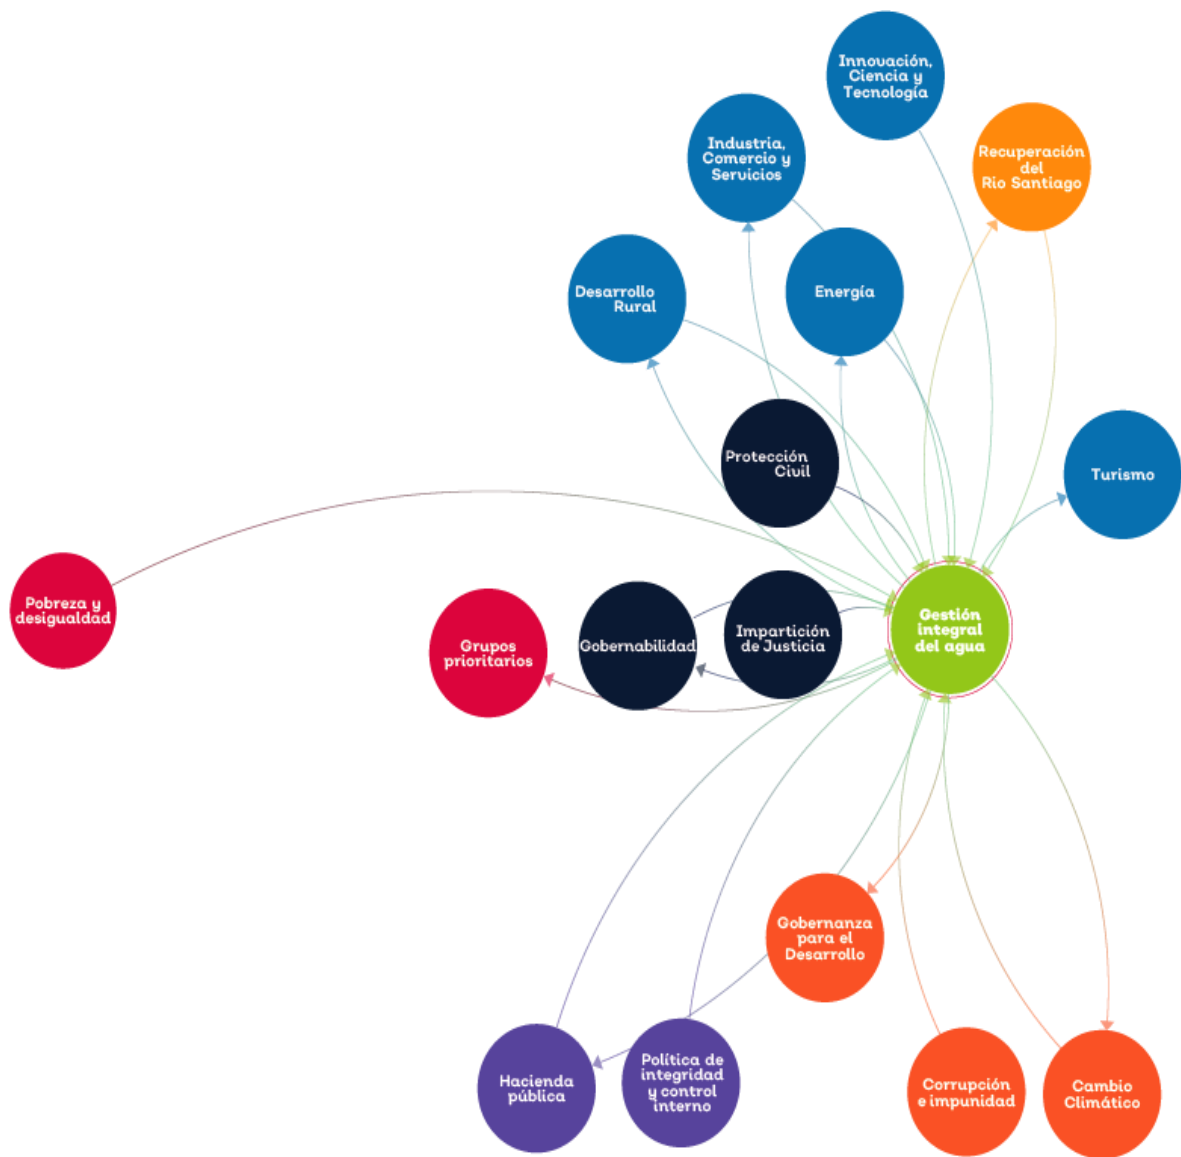 Innovación,
Ciencia y
Tecnología
Industria,
Comercio y
Servicios
Recuperación
del
Rio Santiago
Desarrollo
Rural
Energía
Protección
Civil
Turismo
Pobreza y
desigualdad
Grupos
prioritarios
Gobernabilidad
Impartición
de Justicia
Gestión
integral
del agua
Gobernanza
para el
Desarrollo
Hacienda
pública
Política de
integridad
y control
interno
Corrupción
e impunidad
Cambio
Climático